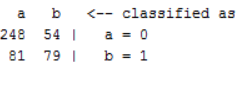 a b <-- classified as
248 54 | a = 0
81 79 | b = 1